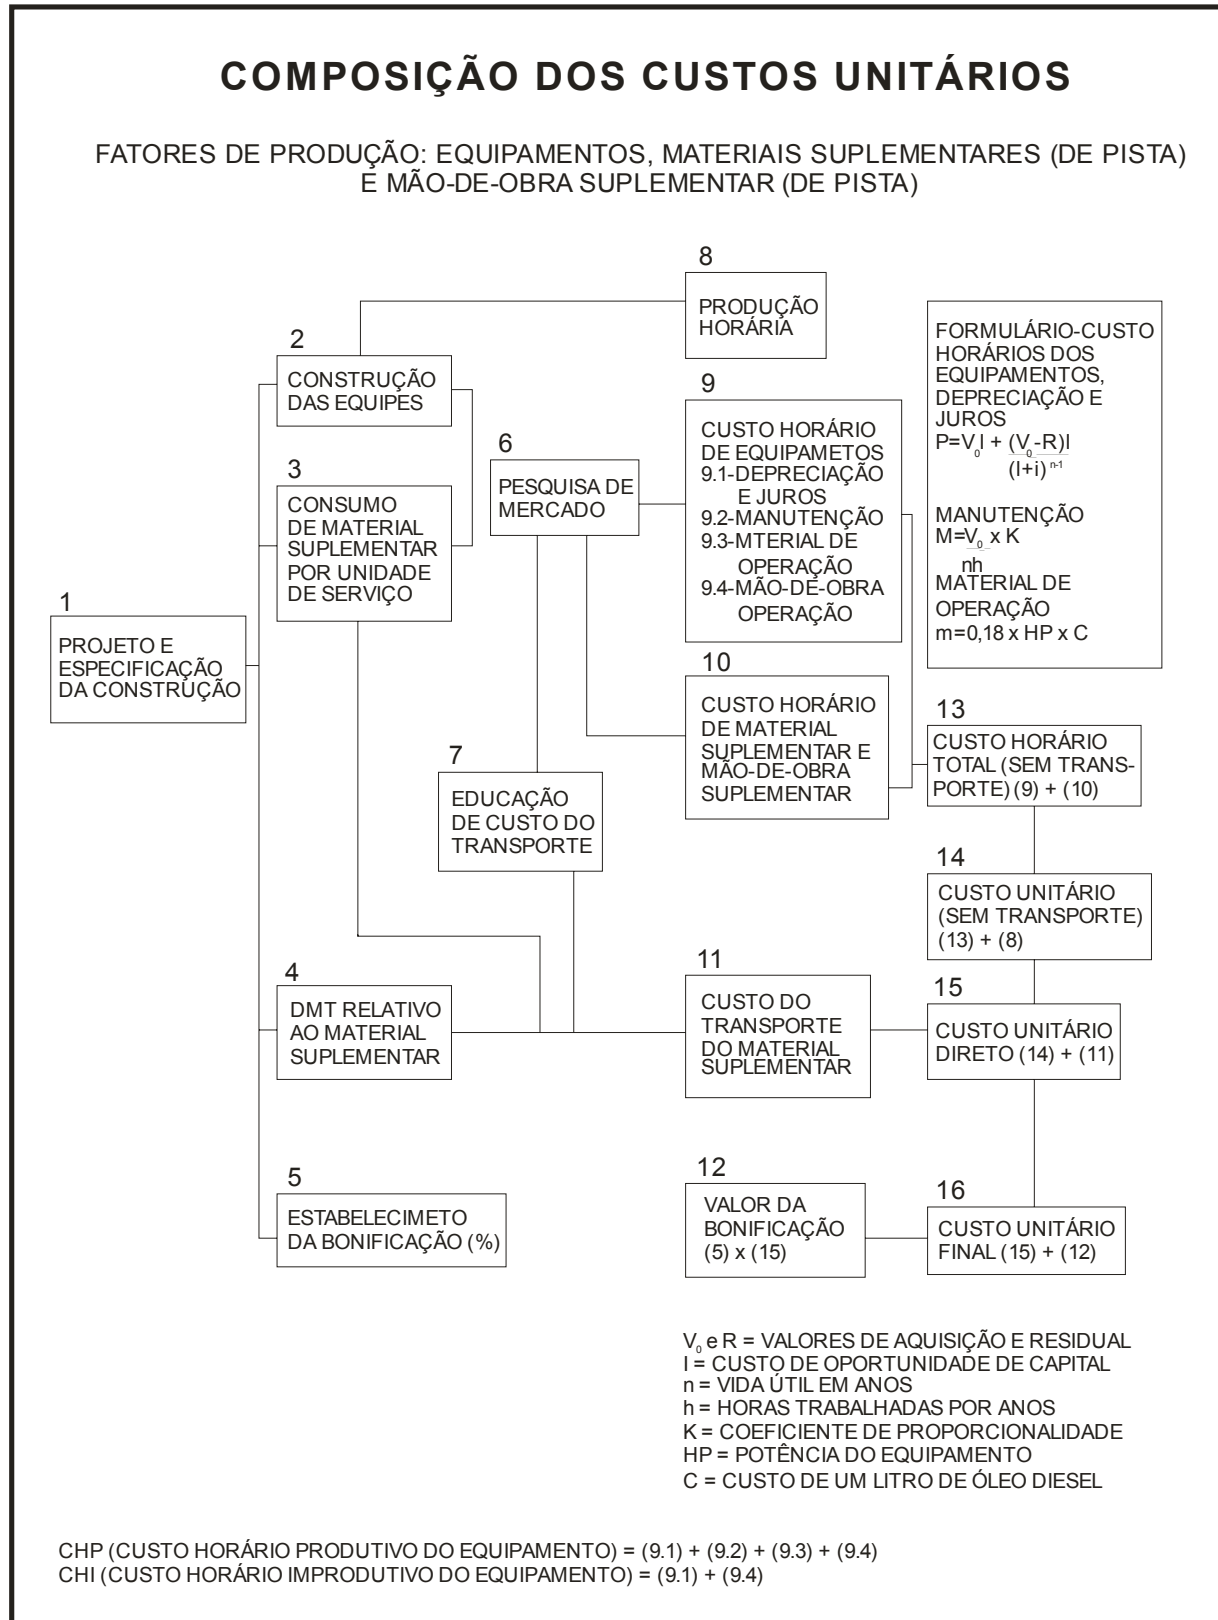 COMPOSIÇÃO DOS CUSTOS UNITÁRIOS
FATORES DE PRODUÇÃO: EQUIPAMENTOS, MATERIAIS SUPLEMENTARES (DE PISTA)
E MÃO-DE-OBRA SUPLEMENTAR (DE PISTA)
1
PROJETO E
ESPECIFICAÇÃO
DA CONSTRUÇÃO
2
CONSTRUÇÃO
DAS EQUIPES
3
CONSUMO
DE MATERIAL
SUPLEMENTAR
POR UNIDADE
DE SERVIÇO
4
DMT RELATIVO
AO MATERIAL
SUPLEMENTAR
5
ESTABELECIMETO
DA BONIFICAÇÃO (%)
6
PESQUISA DE
MERCADO
7
EDUCAÇÃO
DE CUSTO DO
TRANSPORTE
8
PRODUÇÃO
HORÁRIA
9
CUSTO HORÁRIO
DE EQUIPAMETOS
9.1-DEPRECIAÇÃO
E JUROS
9.2-MANUTENÇÃO
9.3-MTERIAL DE
OPERAÇÃO
9.4-MÃO-DE-OBRA
OPERAÇÃO
10
CUSTO HORÁRIO
DE MATERIAL
SUPLEMENTAR E
MÃO-DE-OBRA
SUPLEMENTAR
11
CUSTO DO
TRANSPORTE
DO MATERIAL
SUPLEMENTAR
12
VALOR DA
BONIFICAÇÃO
(5) x (15)
FORMULÁRIO-CUSTO
HORÁRIOS DOS
EQUIPAMENTOS,
DEPRECIAÇÃO E
JUROS
P=V₀I + (V₀-R)I
(I+i) ⁿ⁻¹
MANUTENÇÃO
M=V₀ x K
nh
MATERIAL DE
OPERAÇÃO
m=0,18 x HP x C
13
CUSTO HORÁRIO
TOTAL (SEM TRANS-
PORTE) (9) + (10)
14
CUSTO UNITÁRIO
(SEM TRANSPORTE)
(13) + (8)
15
CUSTO UNITÁRIO
DIRETO (14) + (11)
16
CUSTO UNITÁRIO
FINAL (15) + (12)
V₀ e R = VALORES DE AQUISIÇÃO E RESIDUAL
I = CUSTO DE OPORTUNIDADE DE CAPITAL
n = VIDA ÚTIL EM ANOS
h = HORAS TRABALHADAS POR ANOS
K = COEFICIENTE DE PROPORCIONALIDADE
HP = POTÊNCIA DO EQUIPAMENTO
C = CUSTO DE UM LITRO DE ÓLEO DIESEL
CHP (CUSTO HORÁRIO PRODUTIVO DO EQUIPAMENTO) = (9.1) + (9.2) + (9.3) + (9.4)
CHI (CUSTO HORÁRIO IMPRODUTIVO DO EQUIPAMENTO) = (9.1) + (9.4)